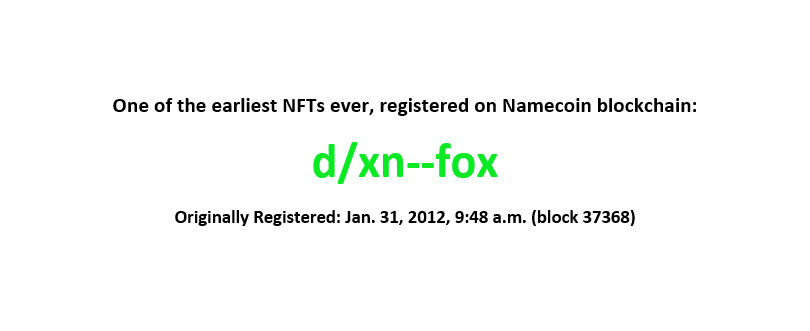 One of the earliest NFTs ever, registered on Namecoin blockchain:
d/xn--fox
Originally Registered: Jan. 31, 2012, 9:48 a.m. (block 37368)